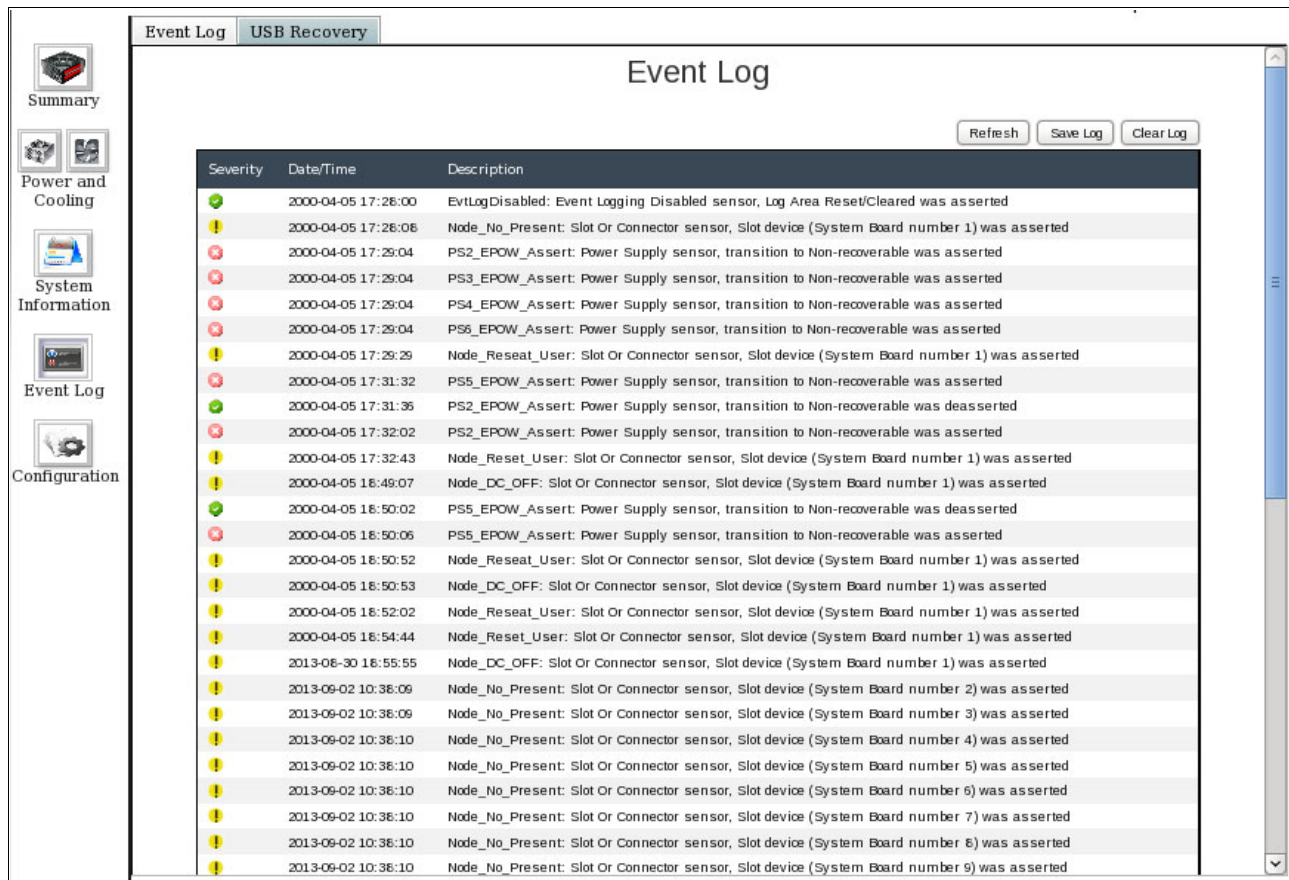 Event Log
USB Recovery
Summary
Power and
Cooling
System
Information
Event Log
Configuration
Event Log
Refresh
Save Log
Clear Log
Severity Date/Time Description
2000-04-05 17:28:00 EvtLogDisabled: Event Logging Disabled sensor, Log Area Reset/Cleared was asserted
2000-04-05 17:28:08 Node_No_Present: Slot Or Connector sensor, Slot device (System Board number 1) was asserted
2000-04-05 17:29:04 PS2_EPOW_Assert: Power Supply sensor, transition to Non-recoverable was asserted
2000-04-05 17:29:04 PS3_EPOW_Assert: Power Supply sensor, transition to Non-recoverable was asserted
2000-04-05 17:29:04 PS4_EPOW_Assert: Power Supply sensor, transition to Non-recoverable was asserted
2000-04-05 17:29:04 PS6_EPOW_Assert: Power Supply sensor, transition to Non-recoverable was asserted
2000-04-05 17:29:29 Node_Reseat_User: Slot Or Connector sensor, Slot device (System Board number 1) was asserted
2000-04-05 17:31:32 PS5_EPOW_Assert: Power Supply sensor, transition to Non-recoverable was asserted
2000-04-05 17:31:36 PS2_EPOW_Assert: Power Supply sensor, transition to Non-recoverable was deasserted
2000-04-05 17:32:02 PS2_EPOW_Assert: Power Supply sensor, transition to Non-recoverable was asserted
2000-04-05 17:32:43 Node_Reset_User: Slot Or Connector sensor, Slot device (System Board number 1) was asserted
2000-04-05 18:49:07 Node_DC_OFF: Slot Or Connector sensor, Slot device (System Board number 1) was asserted
2000-04-05 18:50:02 PS5_EPOW_Assert: Power Supply sensor, transition to Non-recoverable was deasserted
2000-04-05 18:50:06 PS5_EPOW_Assert: Power Supply sensor, transition to Non-recoverable was asserted
2000-04-05 18:50:52 Node_Reseat_User: Slot Or Connector sensor, Slot device (System Board number 1) was asserted
2000-04-05 18:50:53 Node_DC_OFF: Slot Or Connector sensor, Slot device (System Board number 1) was asserted
2000-04-05 18:52:02 Node_Reseat_User: Slot Or Connector sensor, Slot device (System Board number 1) was asserted
2000-04-05 18:54:44 Node_Reset_User: Slot Or Connector sensor, Slot device (System Board number 1) was asserted
2013-08-30 18:55:55 Node_DC_OFF: Slot Or Connector sensor, Slot device (System Board number 1) was asserted
2013-09-02 10:38:09 Node_No_Present: Slot Or Connector sensor, Slot device (System Board number 2) was asserted
2013-09-02 10:38:09 Node_No_Present: Slot Or Connector sensor, Slot device (System Board number 3) was asserted
2013-09-02 10:38:10 Node_No_Present: Slot Or Connector sensor, Slot device (System Board number 4) was asserted
2013-09-02 10:38:10 Node_No_Present: Slot Or Connector sensor, Slot device (System Board number 5) was asserted
2013-09-02 10:38:10 Node_No_Present: Slot Or Connector sensor, Slot device (System Board number 6) was asserted
2013-09-02 10:38:10 Node_No_Present: Slot Or Connector sensor, Slot device (System Board number 7) was asserted
2013-09-02 10:38:10 Node_No_Present: Slot Or Connector sensor, Slot device (System Board number 8) was asserted
2013-09-02 10:38:10 Node_No_Present: Slot Or Connector sensor, Slot device (System Board number 9) was asserted